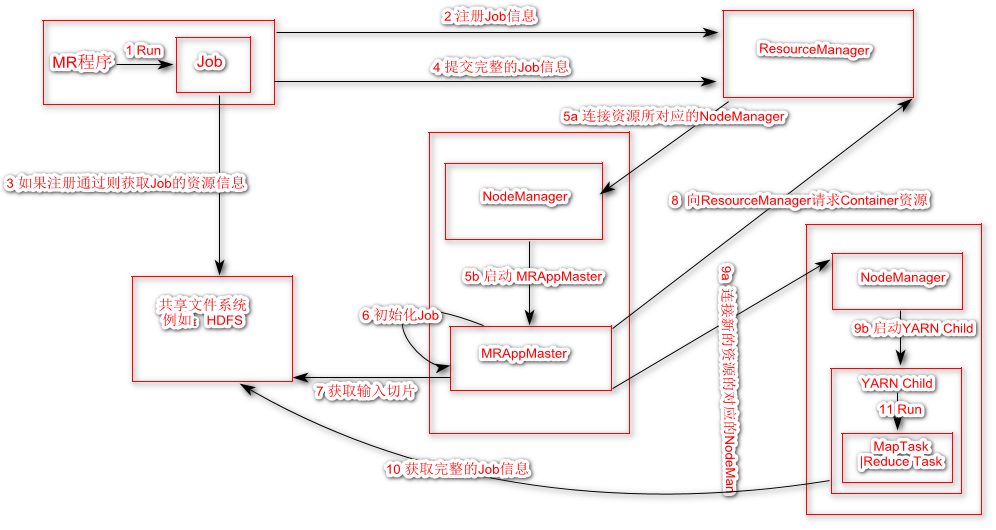 2 注册Job信息
MR程序
1 Run
Job
ResourceManager
4 提交完整的Job信息
5a 连接资源所对应的NodeManager
3 如果注册通过则获取Job的资源信息
NodeManager
8 向ResourceManager请求Container资源
5b 启动 MRAppMaster
9a 连接新的资源的对应的NodeMan
NodeManager
共享文件系统
例如：HDFS
6 初始化Job
9b 启动YARN Child
MRAppMaster
7 获取输入切片
YARN Child
11 Run
MapTask
|Reduce Task
10 获取完整的Job信息